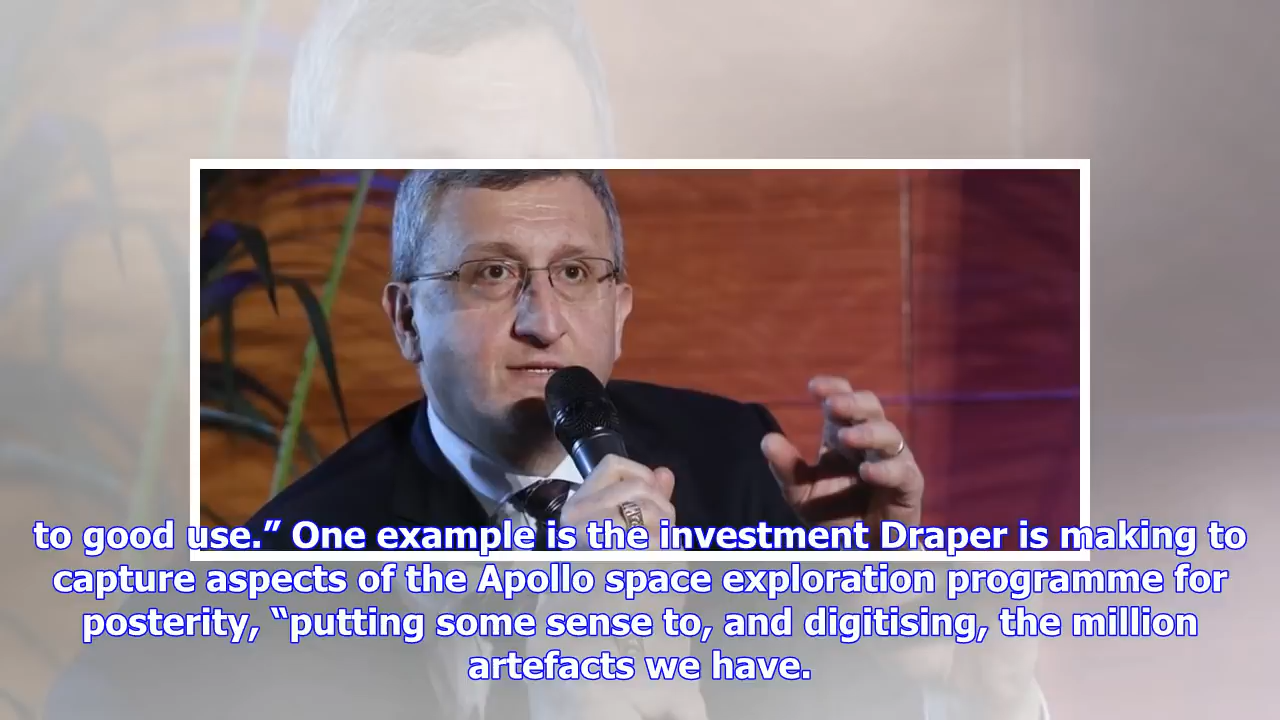 to good use.” One example is the investment Draper is making to
capture aspects of the Apollo space exploration programme for
posterity, “putting some sense to, and digitising, the million
artefacts we have.